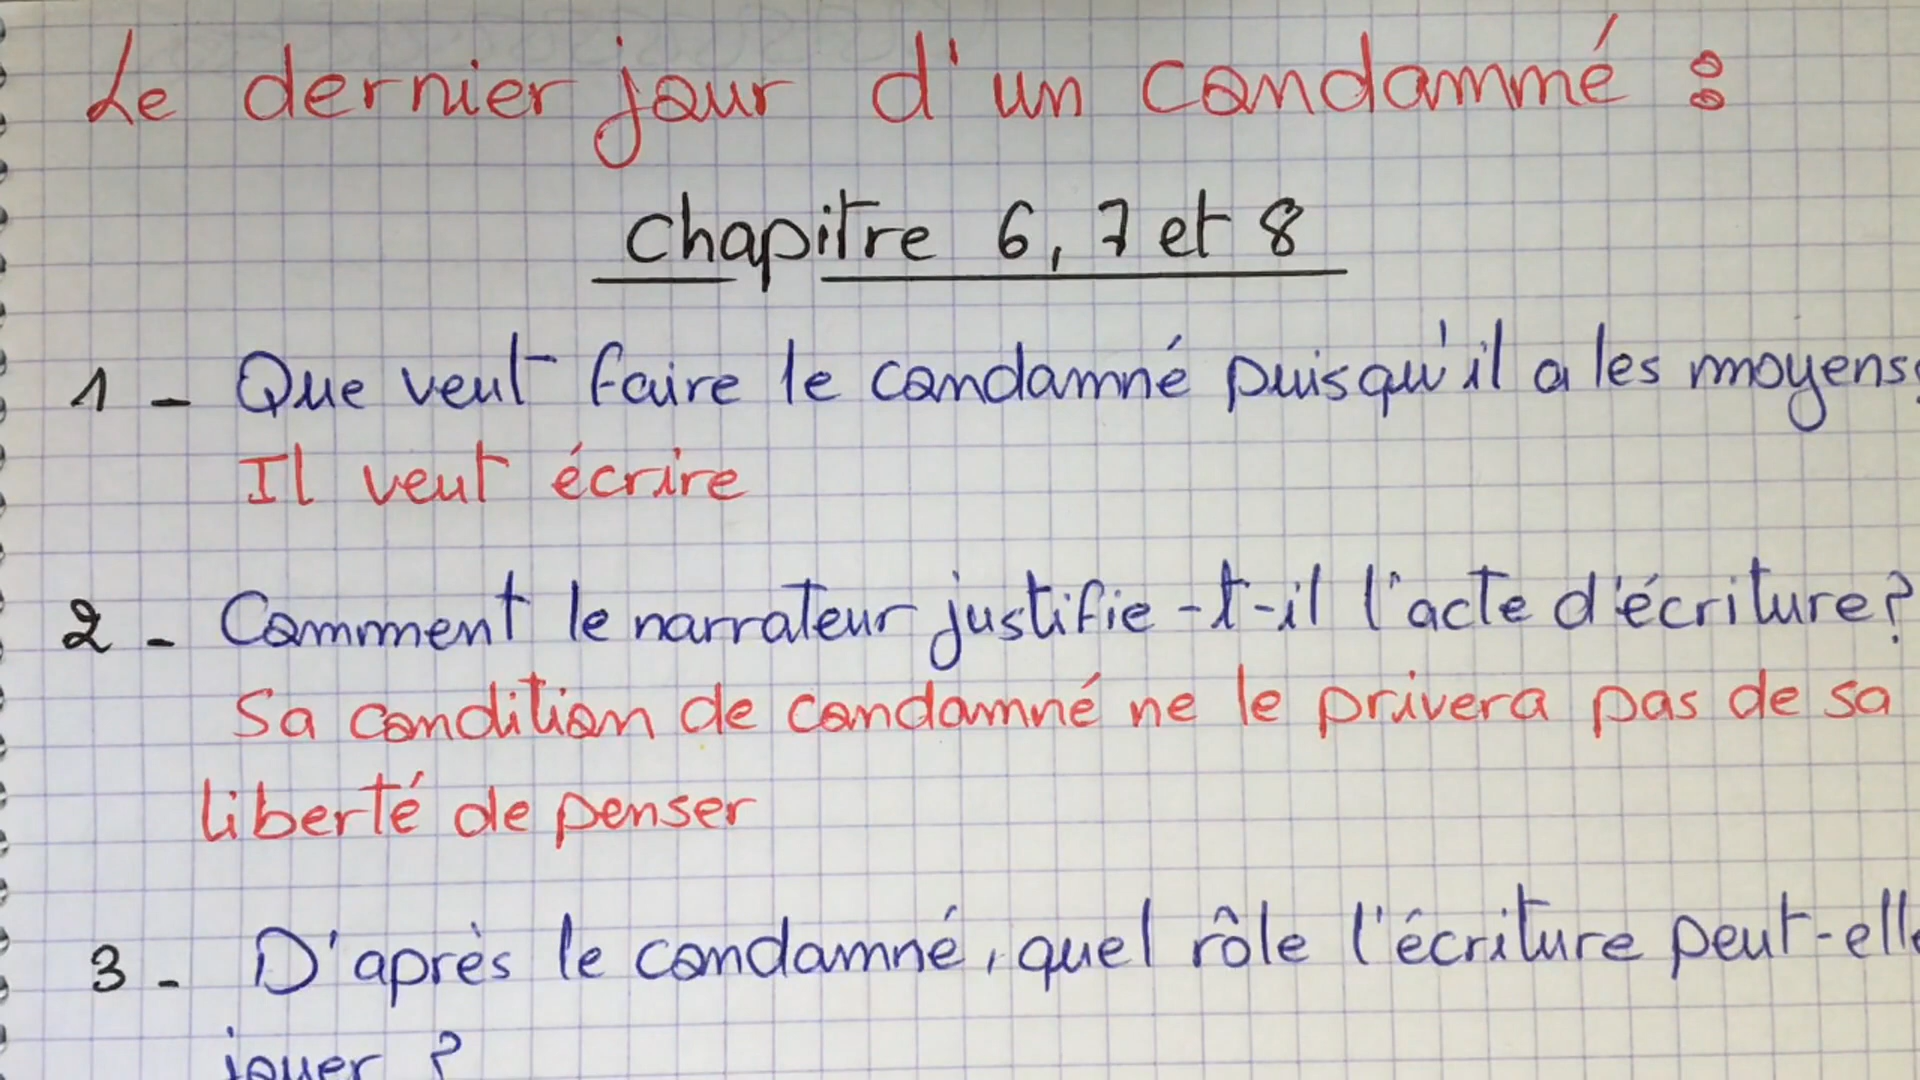 Le dernier jour d'un condammé :
chapitre 6, 7 et 8
1 - Que veut faire le condamné puisqu'il a les moyens?
Il veut écrire
2 - Comment le narrateur justifie-t-il l'acte d'écriture?
Sa condition de condamné ne le privera pas de sa
liberté de penser
3 - D'après le condamné, quel rôle l'écriture peut-elle
jouer ?